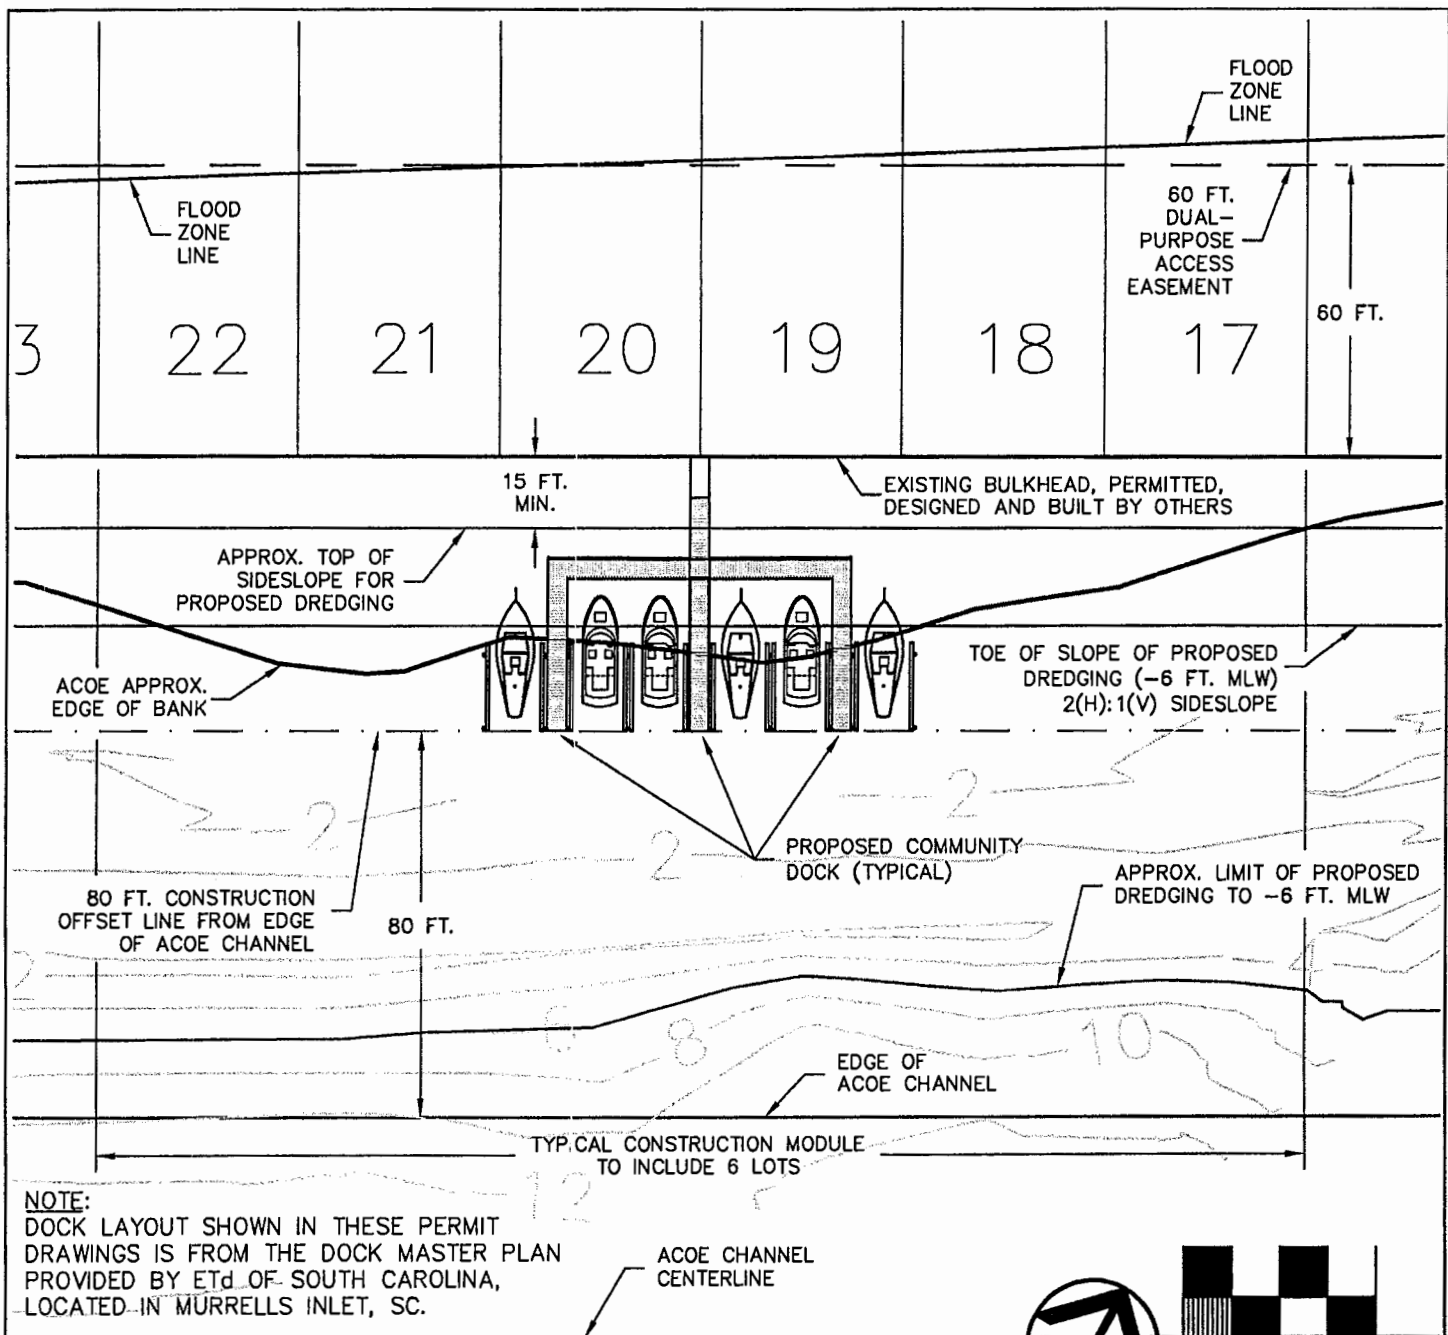 FLOOD
ZONE
LINE
FLOOD
ZONE
LINE
60 FT.
DUAL-
PURPOSE
ACCESS
EASEMENT
60 FT.
3
22
21
20
19
18
17
15 FT.
MIN.
EXISTING BULKHEAD, PERMITTED,
DESIGNED AND BUILT BY OTHERS
APPROX. TOP OF
SIDESLOPE FOR
PROPOSED DREDGING
ACOE APPROX.
EDGE OF BANK
TOE OF SLOPE OF PROPOSED
DREDGING (-6 FT. MLW)
2(H):1(V) SIDESLOPE
2
2
2
PROPOSED COMMUNITY
DOCK (TYPICAL)
APPROX. LIMIT OF PROPOSED
DREDGING TO -6 FT. MLW
80 FT. CONSTRUCTION
OFFSET LINE FROM EDGE
OF ACOE CHANNEL
80 FT.
2
4
6
8
10
EDGE OF
ACOE CHANNEL
TYPICAL CONSTRUCTION MODULE
TO INCLUDE 6 LOTS
12
NOTE:
DOCK LAYOUT SHOWN IN THESE PERMIT
DRAWINGS IS FROM THE DOCK MASTER PLAN
PROVIDED BY ETd OF SOUTH CAROLINA,
LOCATED IN MURRELLS INLET, SC.
ACOE CHANNEL
CENTERLINE